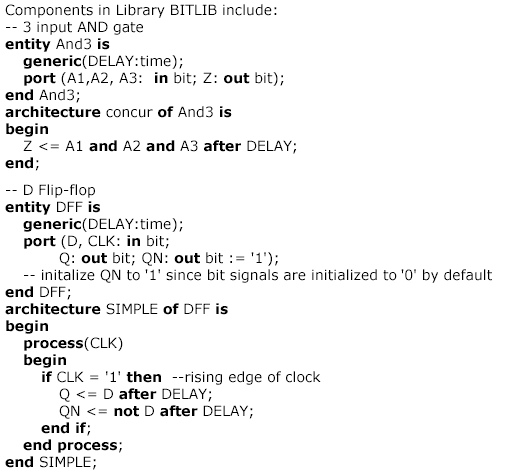 Components in Library BITLIB include:
-- 3 input AND gate
entity And3 is
generic(DELAY:time);
port (A1,A2, A3: in bit; Z: out bit);
end And3;
architecture concur of And3 is
begin
Z <= A1 and A2 and A3 after DELAY;
end;
-- D Flip-flop
entity DFF is
generic(DELAY:time);
port (D, CLK: in bit;
Q: out bit; QN: out bit := '1');
-- initalize QN to '1' since bit signals are initialized to '0' by default
end DFF;
architecture SIMPLE of DFF is
begin
process(CLK)
begin
if CLK = '1' then --rising edge of clock
Q <= D after DELAY;
QN <= not D after DELAY;
end if;
end process;
end SIMPLE;